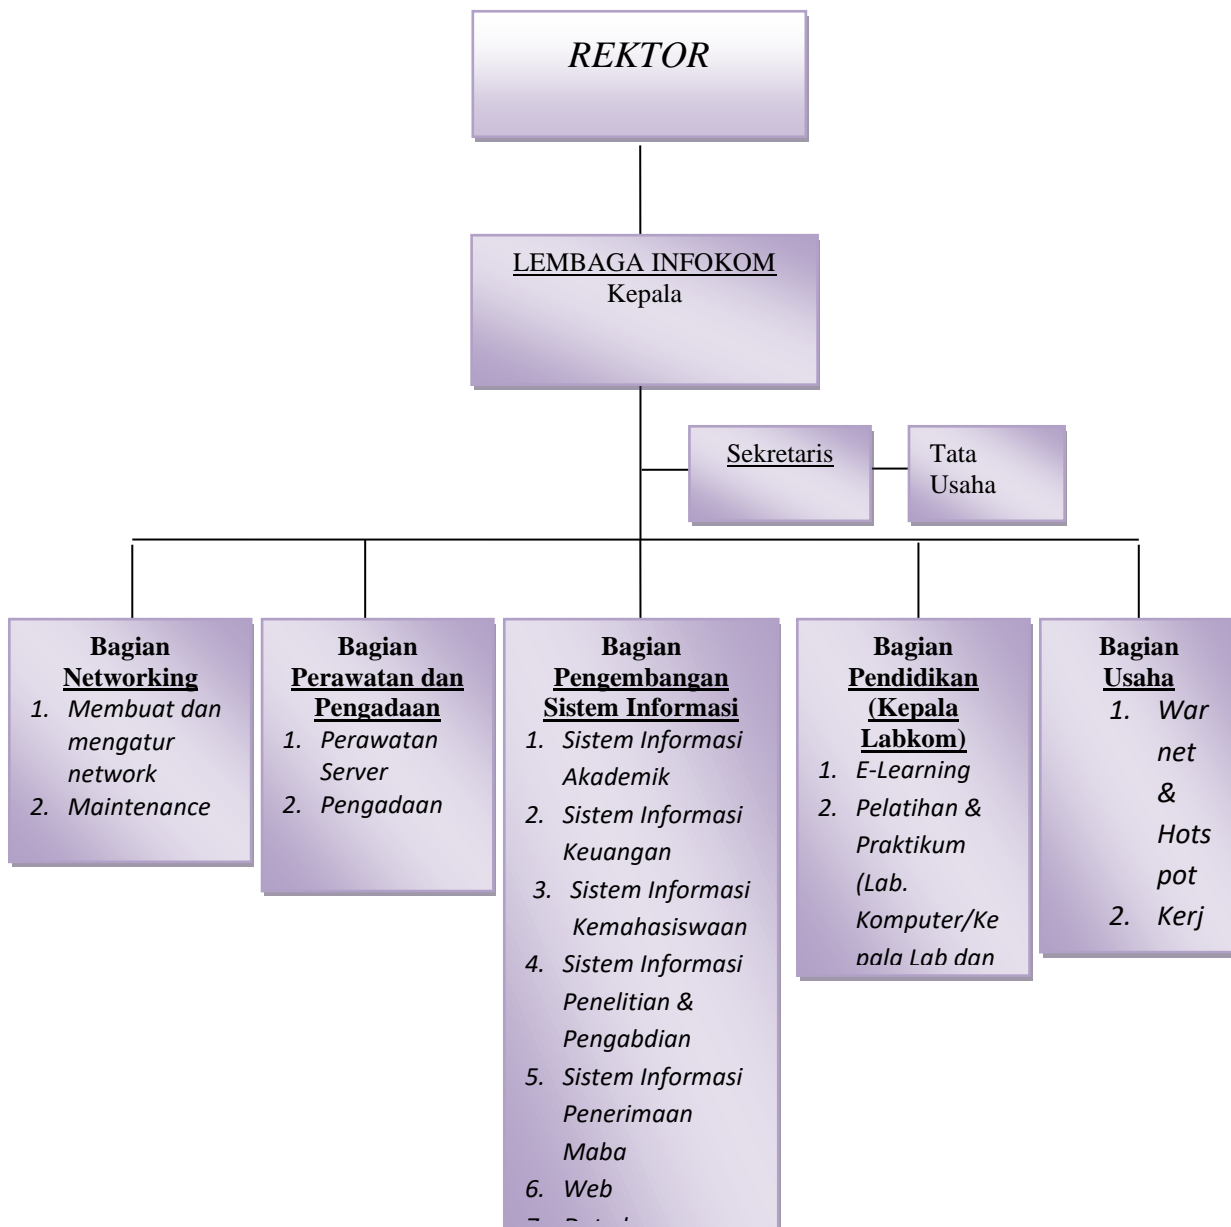 REKTOR
LEMBAGA INFOKOM
Kepala
Sekretaris
Tata
Usaha
Bagian
Networking
1. Membuat dan
mengatur
network
2. Maintenance
Bagian
Perawatan dan
Pengadaan
1. Perawatan
Server
2. Pengadaan
Bagian
Pengembangan
Sistem Informasi
1. Sistem Informasi
Akademik
2. Sistem Informasi
Keuangan
3. Sistem Informasi
Kemahasiswaan
4. Sistem Informasi
Penelitian &
Pengabdian
5. Sistem Informasi
Penerimaan
Maba
6. Web
Bagian
Pendidikan
(Kepala
Labkom)
1. E-Learning
2. Pelatihan &
Praktikum
(Lab.
Komputer/Ke
pala Lab dan
Bagian
Usaha
1. War
net
&
Hots
pot
2. Kerj